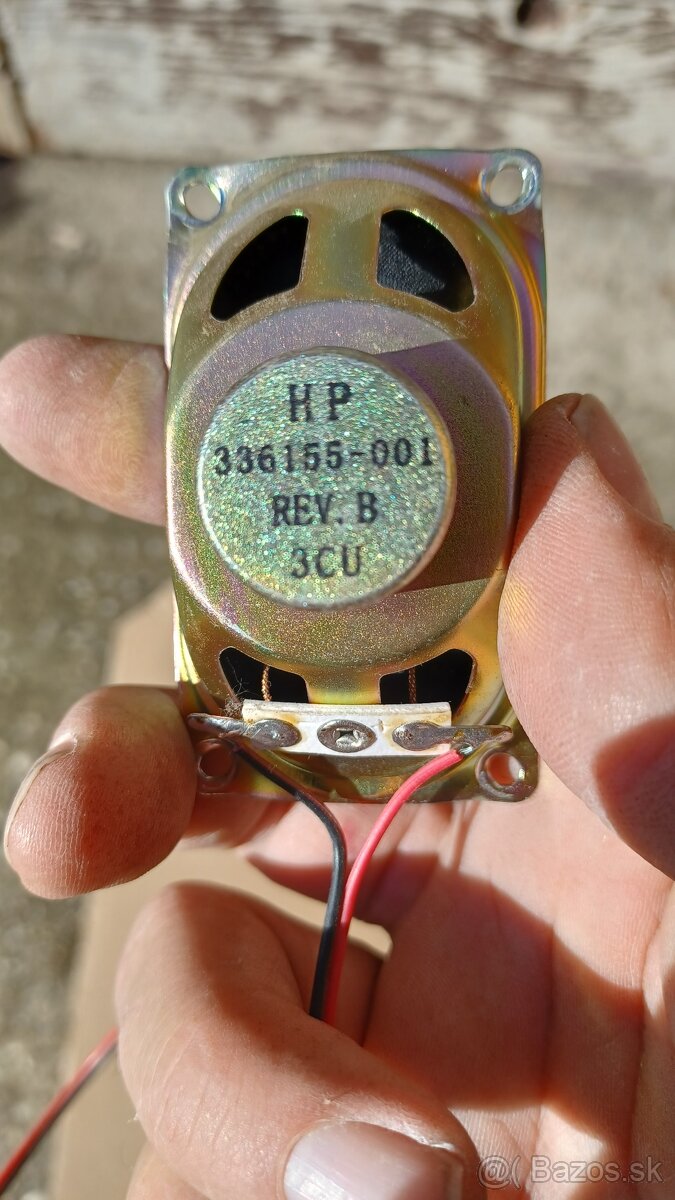 HP
336155-001
REV. B
3CU
@( Bazos.sk